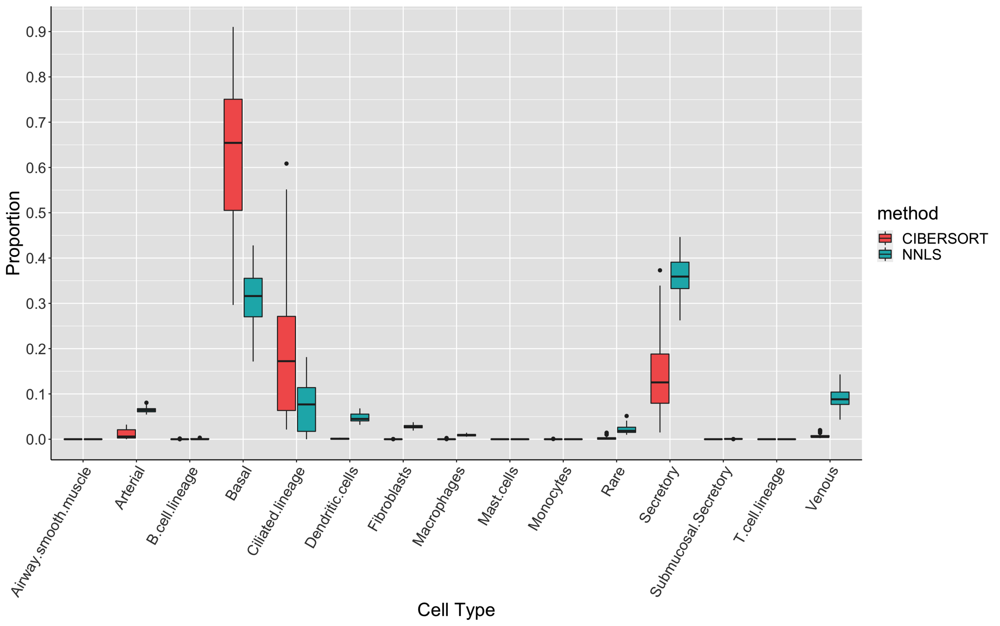 Proportion
0.9
0.8
0.7
0.6
0.5
0.4
0.3
0.2
0.1
0.0
Airway.smooth.muscle
Arterial
B.cell.lineage
Basal
Ciliated.lineage
Dendritic.cells
Fibroblasts
Macrophages
Mast.cells
Monocytes
Rare
Secretory
Submucosal.Secretory
T.cell.lineage
Venous
Cell Type
method
CIBERSORT
NNLS